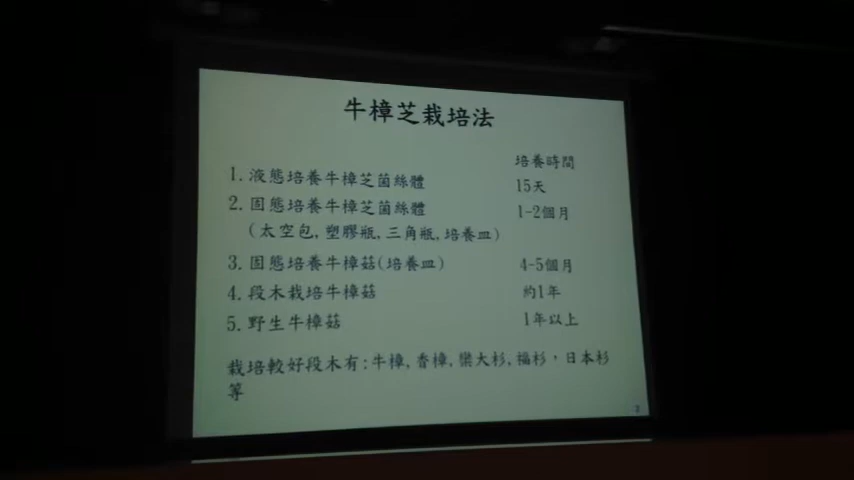 牛樟芝栽培法
培養時間
1. 液態培養牛樟芝菌絲體 15天
2. 固態培養牛樟芝菌絲體 1-2個月
(太空包,塑膠瓶,三角瓶,培養皿)
3. 固態培養牛樟菇(培養皿) 4-5個月
4. 段木栽培牛樟菇 約1年
5. 野生牛樟菇 1年以上
栽培較好段木有:牛樟,香樟,欒大杉,福杉，日本杉
等